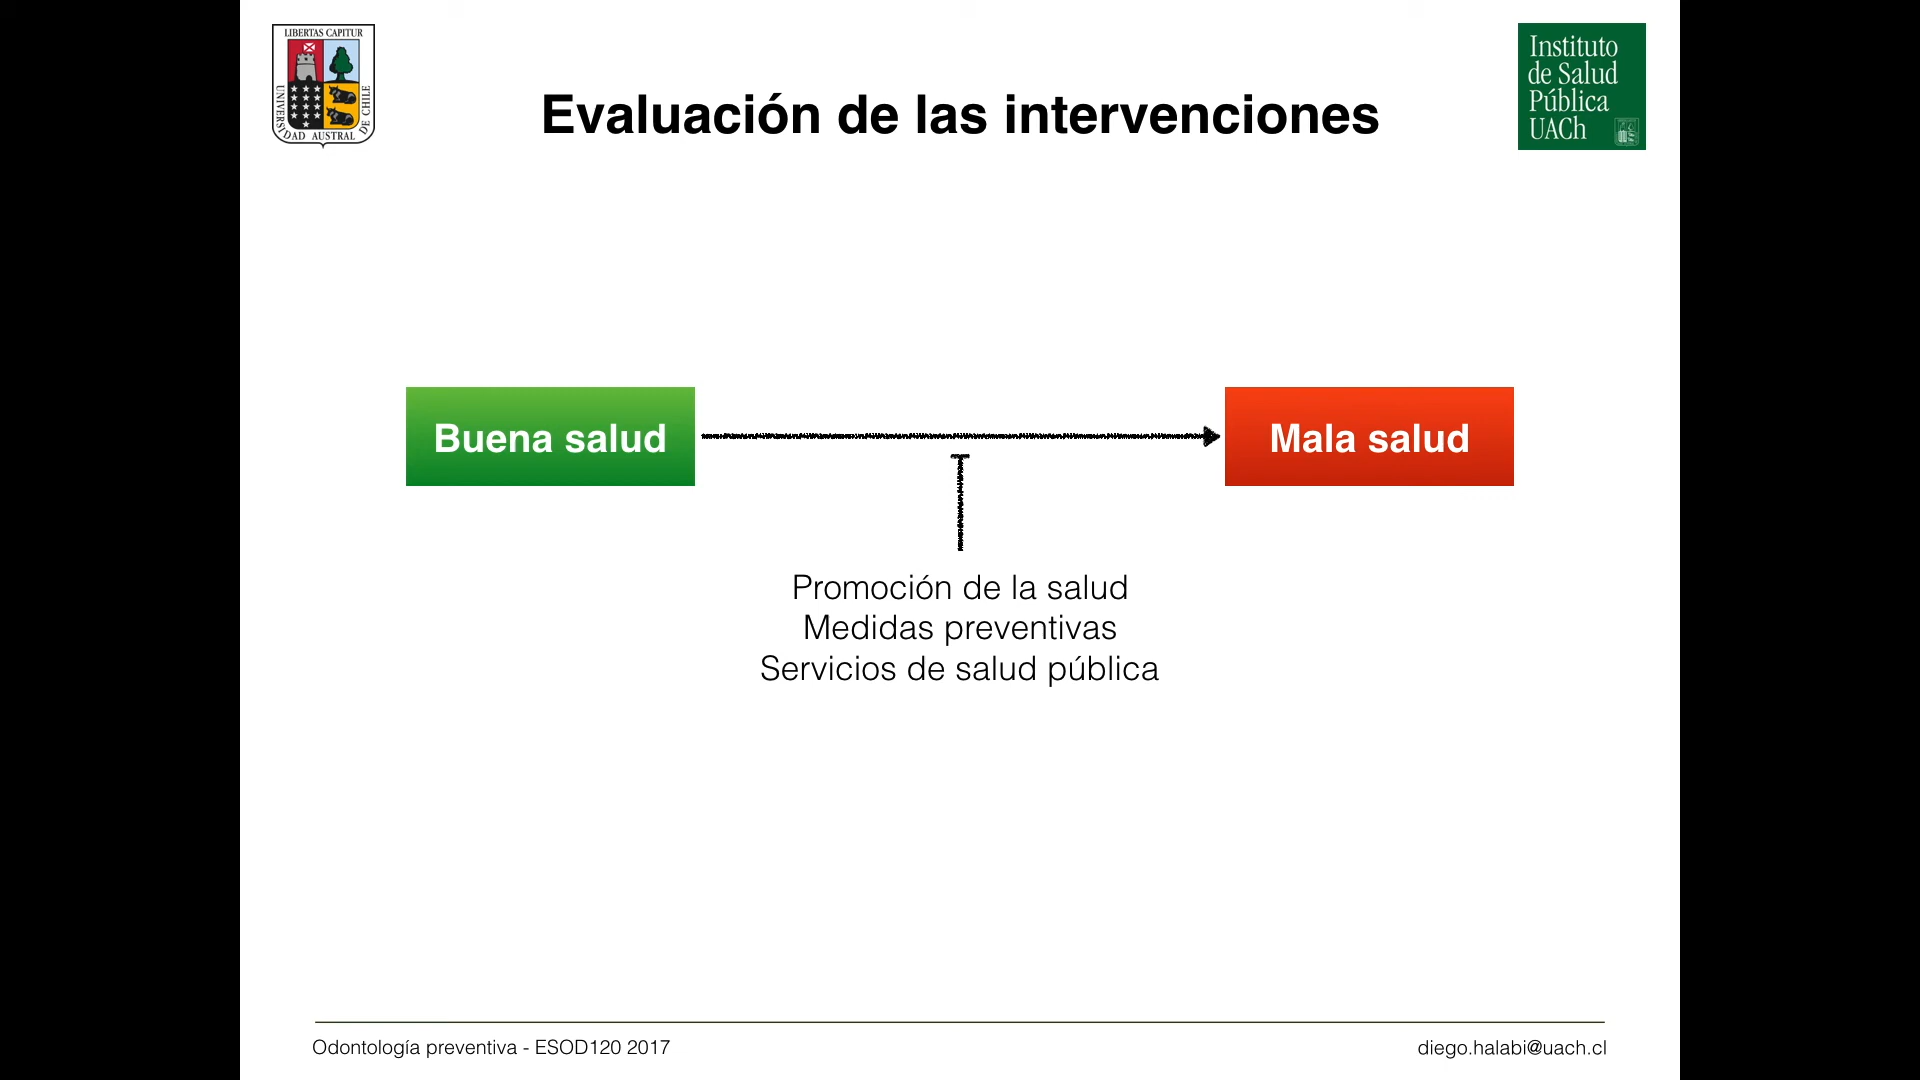 LIBERTAS CAPITUR
UNIVERSIDAD AUSTRAL DE CHILE
Evaluación de las intervenciones
Instituto
de Salud
Pública
UACh
Buena salud
Mala salud
Promoción de la salud
Medidas preventivas
Servicios de salud pública
Odontología preventiva - ESOD120 2017
diego.halabi@uach.cl